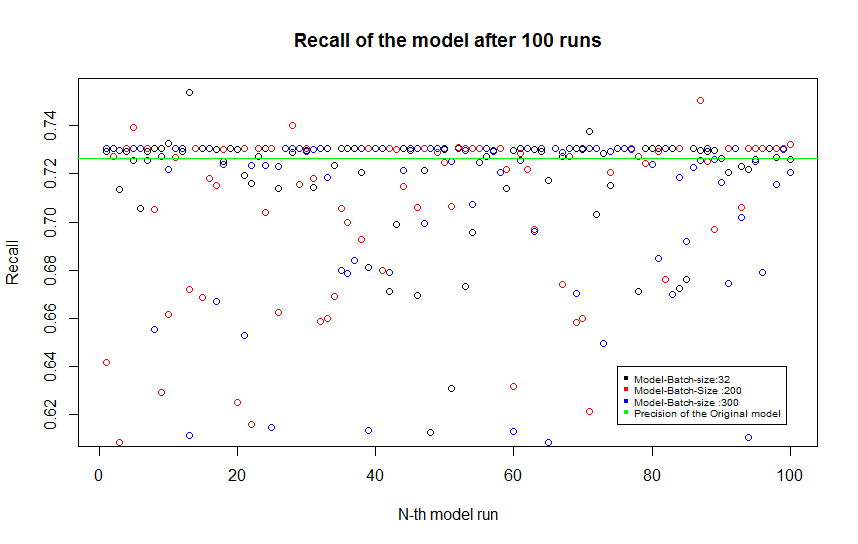 Recall of the model after 100 runs
Recall
0.74
0.72
0.70
0.68
0.66
0.64
0.62
Model-Batch-size:32
Model-Batch-Size :200
Model-Batch-size :300
Precision of the Original model
0 20 40 60 80 100
N-th model run